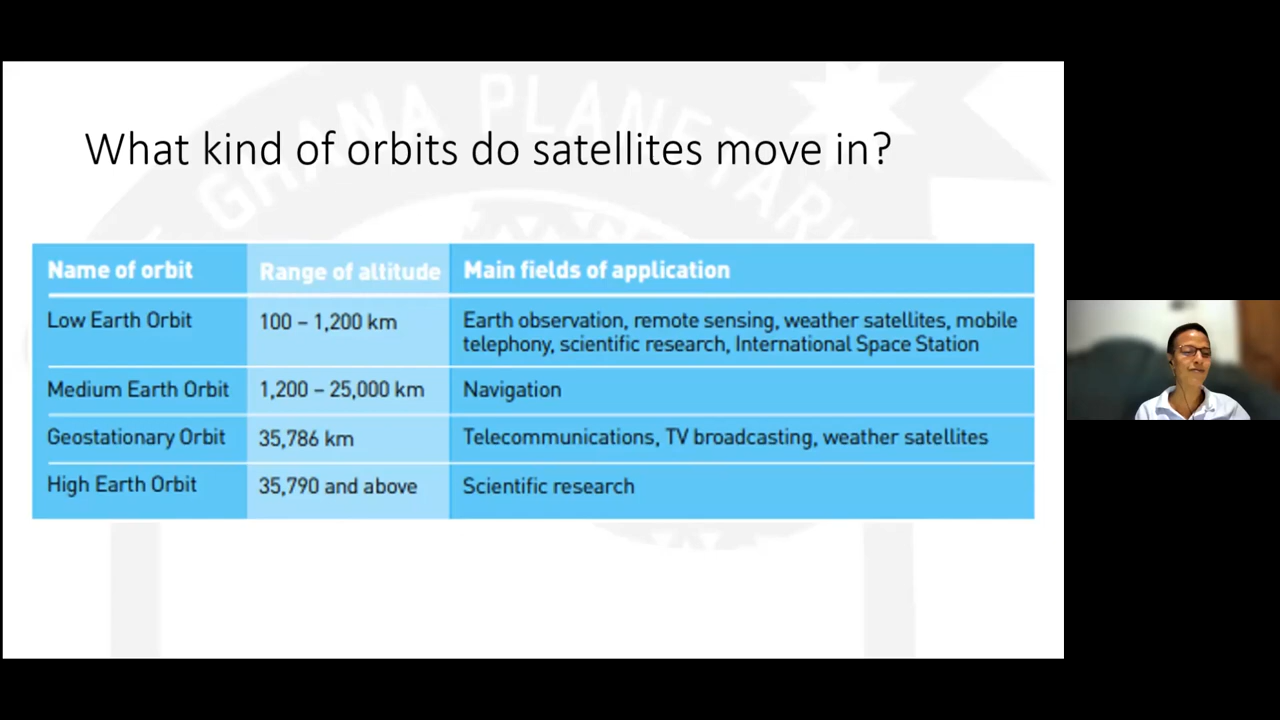 GHANA PLANETARIU
What kind of orbits do satellites move in?
Name of orbit Range of altitude Main fields of application
Low Earth Orbit 100 – 1,200 km Earth observation, remote sensing, weather satellites, mobile
telephony, scientific research, International Space Station
Medium Earth Orbit 1,200 – 25,000 km Navigation
Geostationary Orbit 35,786 km Telecommunications, TV broadcasting, weather satellites
High Earth Orbit 35,790 and above Scientific research